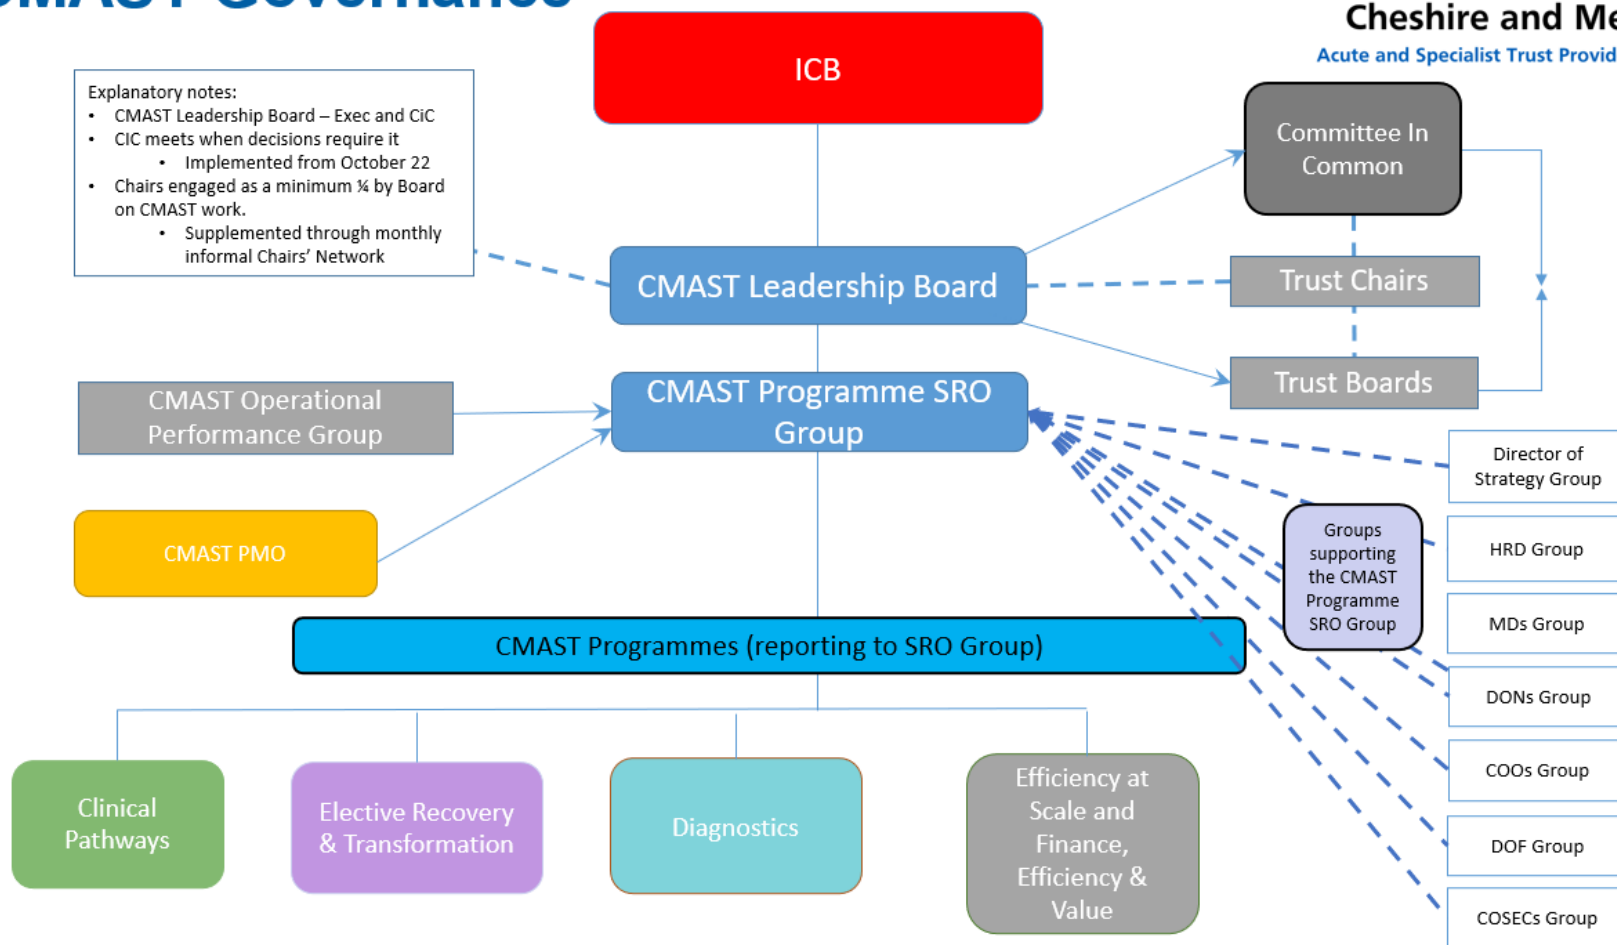 CMAST Governance
Cheshire and Me
Acute and Specialist Trust Provid
ICB
Explanatory notes:
• CMAST Leadership Board – Exec and CiC
• CIC meets when decisions require it
• Implemented from October 22
• Chairs engaged as a minimum ¼ by Board
on CMAST work.
• Supplemented through monthly
informal Chairs' Network
Committee In
Common
CMAST Leadership Board
Trust Chairs
Trust Boards
CMAST Operational
Performance Group
CMAST Programme SRO
Group
CMAST PMO
Groups
supporting
the CMAST
Programme
SRO Group
Director of
Strategy Group
HRD Group
MDs Group
DONs Group
COOs Group
DOF Group
COSECs Group
CMAST Programmes (reporting to SRO Group)
Clinical
Pathways
Elective Recovery
& Transformation
Diagnostics
Efficiency at
Scale and
Finance,
Efficiency &
Value